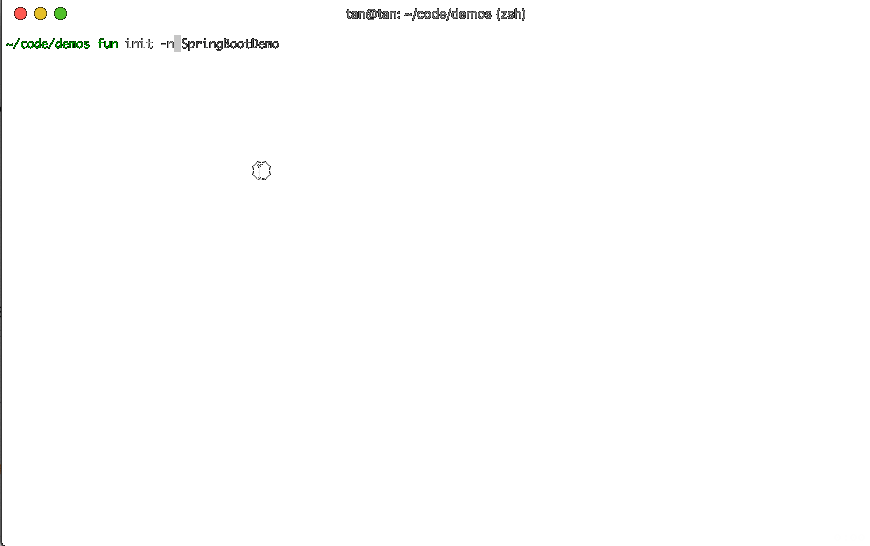 tan@tan: ~/code/demos (zsh)
~/code/demos fun init -n SpringBootDemo